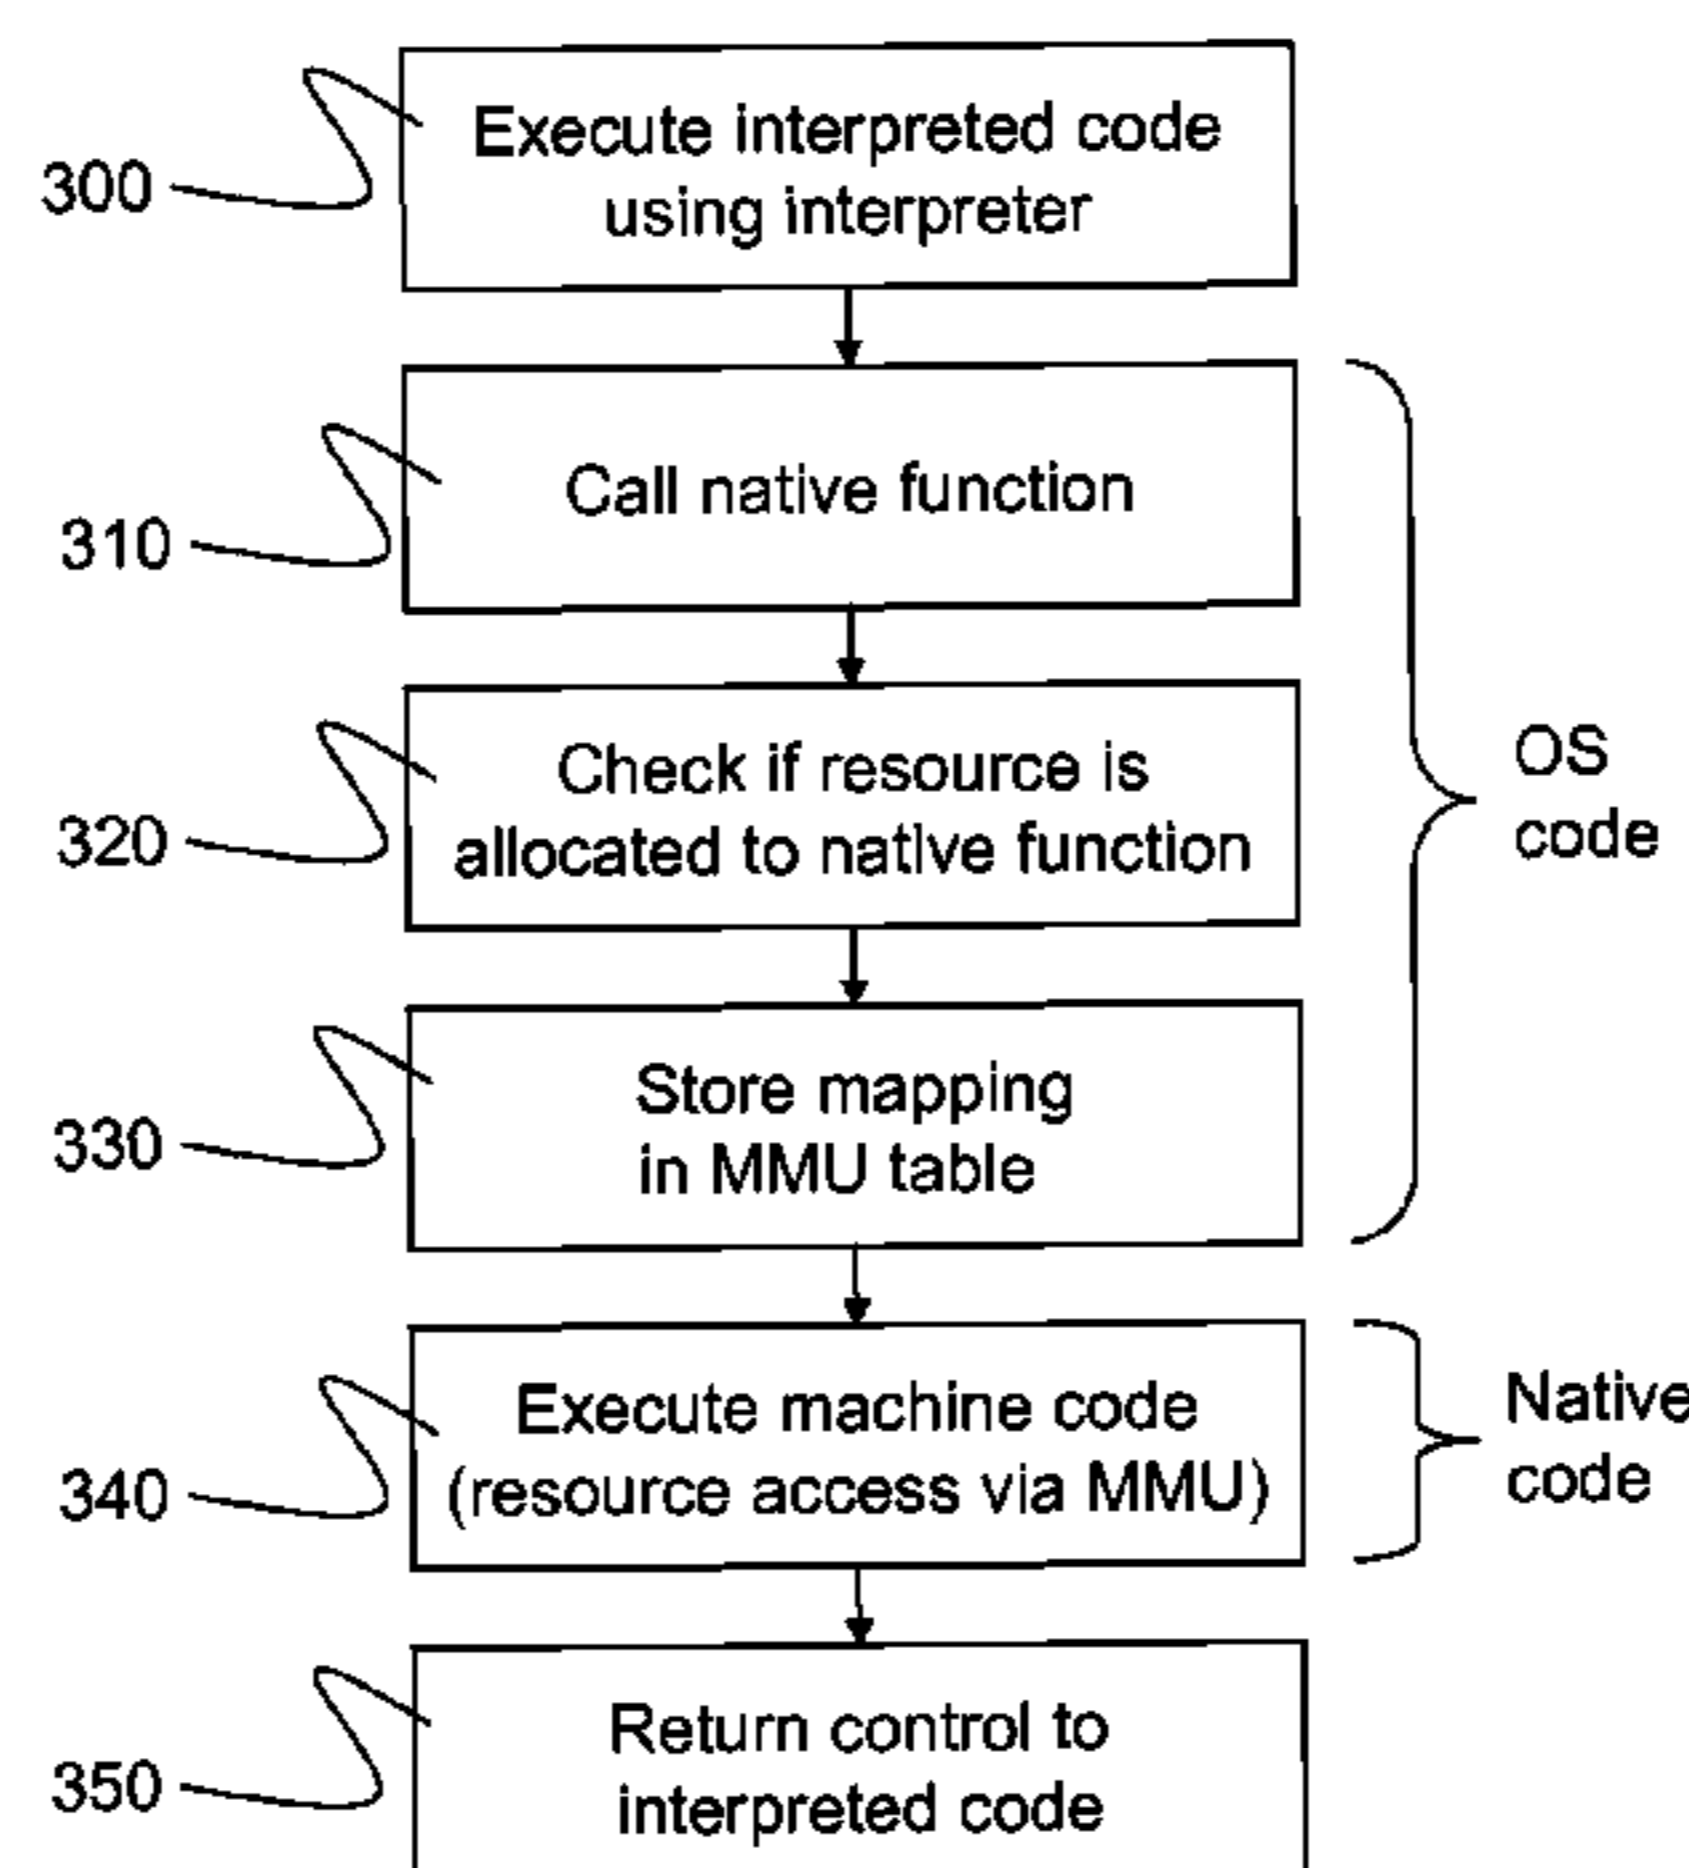 Execute interpreted code
using interpreter
300
Call native function
310
Check if resource is
allocated to native function
320
OS
code
Store mapping
in MMU table
330
Execute machine code
(resource access via MMU)
340
Native
code
Return control to
interpreted code
350